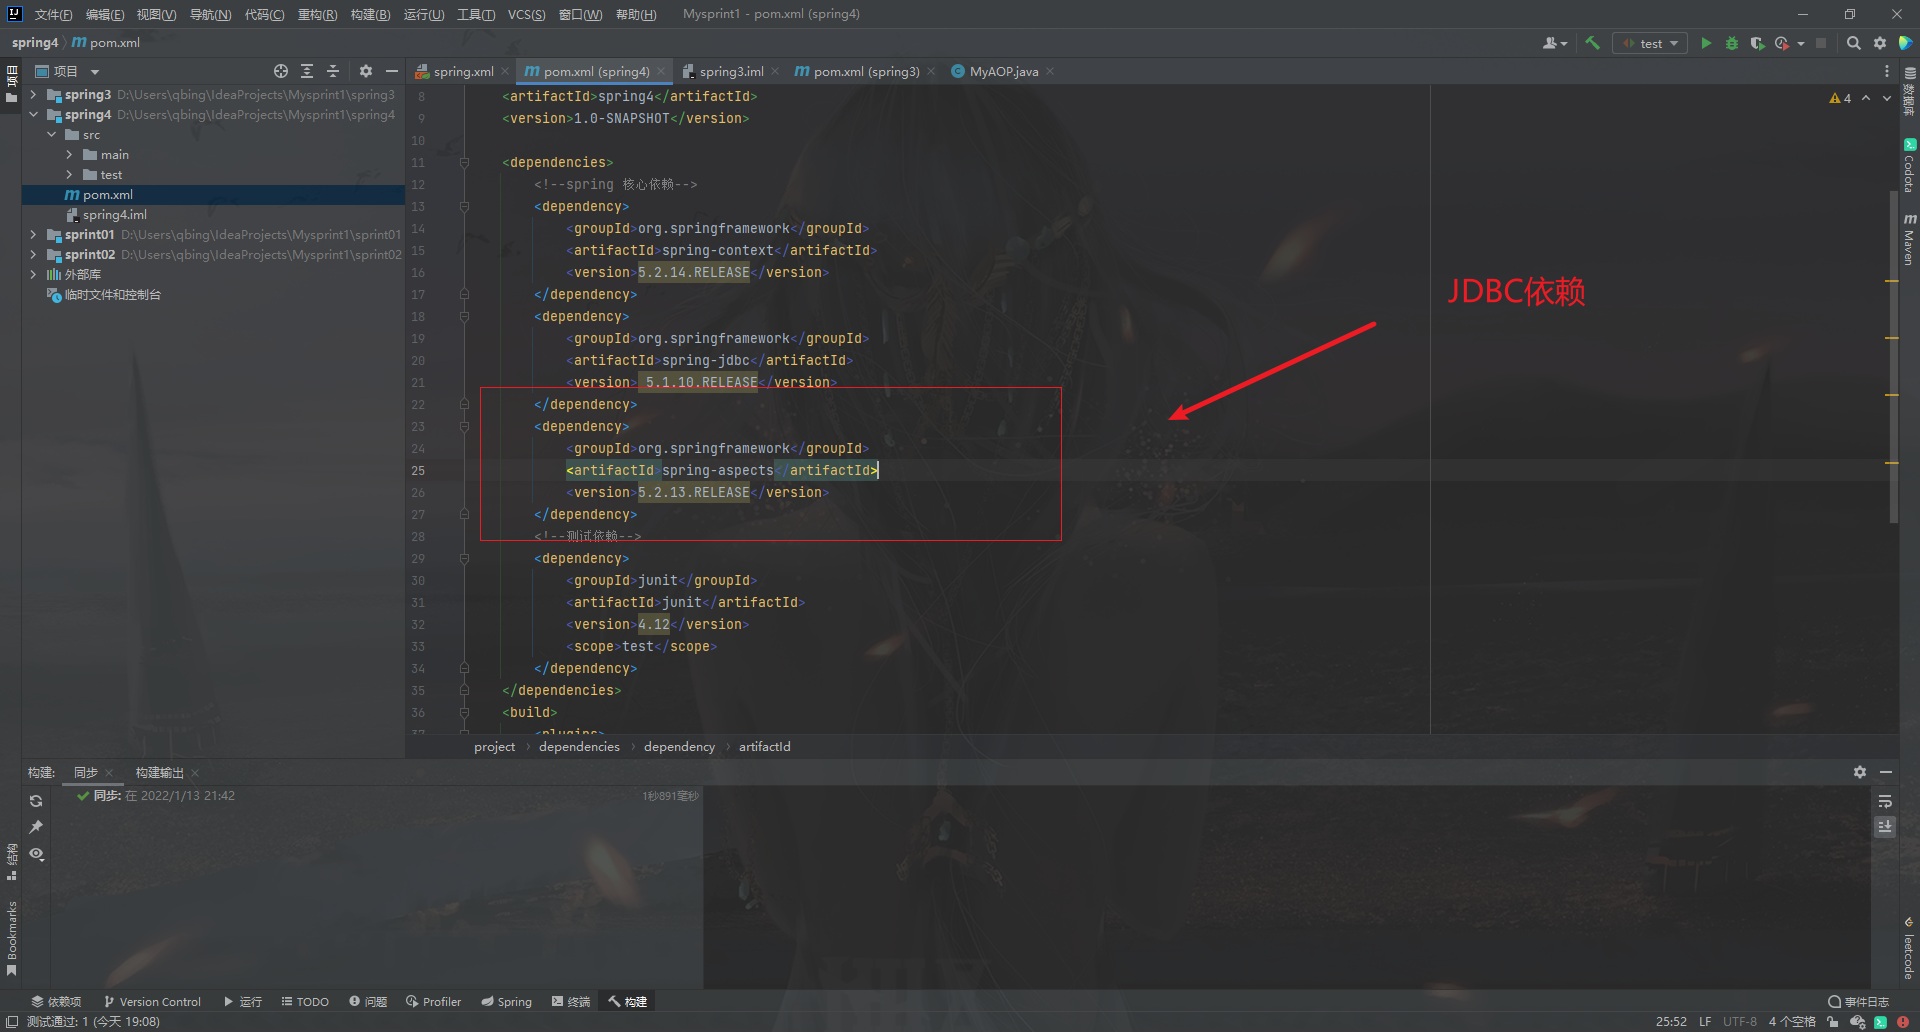 文件(F) 编辑(E) 视图(V) 导航(N) 代码(C) 重构(R) 构建(B) 运行(U) 工具(T) VCS(S) 窗口(W) 帮助(H) Mysprint1 - pom.xml (spring4)
spring4 pom.xml
test
项目
spring.xml pom.xml (spring4) spring3.iml pom.xml (spring3) MyAOP.java
spring3 D:\Users\qbing\IdeaProjects\Mysprint1\spring3
spring4 D:\Users\qbing\IdeaProjects\Mysprint1\spring4
src
main
test
pom.xml
spring4.iml
sprint01 D:\Users\qbing\IdeaProjects\Mysprint1\sprint01
sprint02 D:\Users\qbing\IdeaProjects\Mysprint1\sprint02
外部库
临时文件和控制台
8 <artifactId>spring4</artifactId>
9 <version>1.0-SNAPSHOT</version>
10
11 <dependencies>
12 <!--spring 核心依赖-->
13 <dependency>
14 <groupId>org.springframework</groupId>
15 <artifactId>spring-context</artifactId>
16 <version>5.2.14.RELEASE</version>
17 </dependency>
18 <dependency>
19 <groupId>org.springframework</groupId>
20 <artifactId>spring-jdbc</artifactId>
21 <version> 5.1.10.RELEASE</version>
22 </dependency>
23 <dependency>
24 <groupId>org.springframework</groupId>
25 <artifactId>spring-aspects</artifactId>
26 <version>5.2.13.RELEASE</version>
27 </dependency>
28 <!--测试依赖-->
29 <dependency>
30 <groupId>junit</groupId>
31 <artifactId>junit</artifactId>
32 <version>4.12</version>
33 <scope>test</scope>
34 </dependency>
35 </dependencies>
36 <build>
37 <plugins>
4
JDBC依赖
project dependencies dependency artifactId
项目
结构
Bookmarks
数据库
Codota
Maven
leetcode
构建: 同步 构建输出
同步: 在 2022/1/13 21:42 1秒891毫秒
依赖项 Version Control 运行 TODO 问题 Profiler Spring 终端 构建 事件日志
测试通过: 1 (今天 19:08) 25:52 LF UTF-8 4 个空格